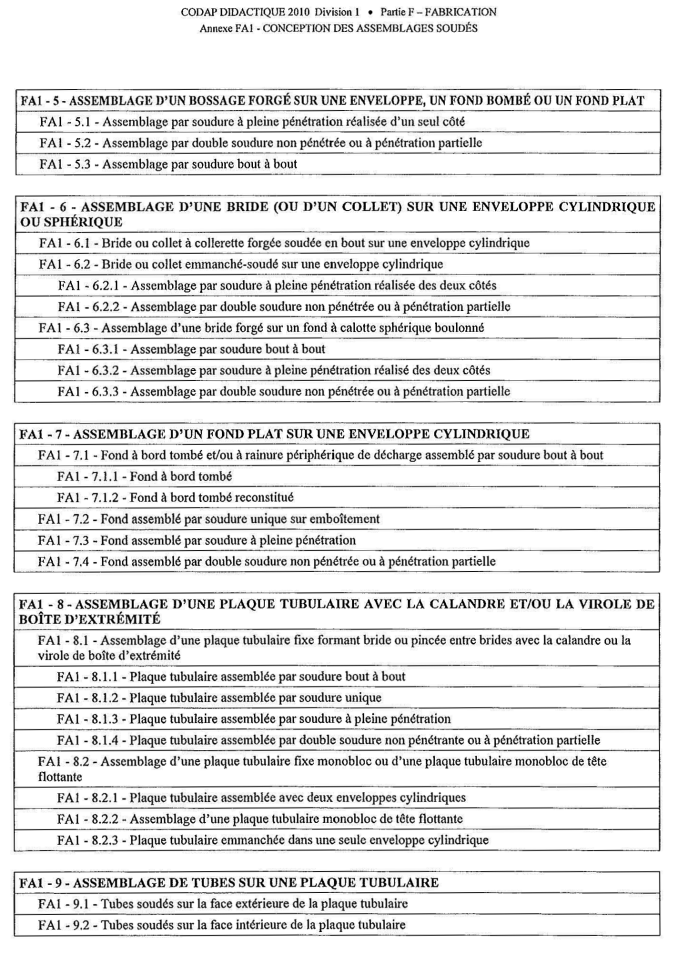 CODAP DIDACTIQUE 2010 Division 1 • Partie F – FABRICATION
Annexe FA1 - CONCEPTION DES ASSEMBLAGES SOUDÉS
FA1 - 5 - ASSEMBLAGE D'UN BOSSAGE FORGÉ SUR UNE ENVELOPPE, UN FOND BOMBÉ OU UN FOND PLAT
FA1 - 5.1 - Assemblage par soudure à pleine pénétration réalisée d'un seul côté
FA1 - 5.2 - Assemblage par double soudure non pénétrée ou à pénétration partielle
FA1 - 5.3 - Assemblage par soudure bout à bout
FA1 - 6 - ASSEMBLAGE D'UNE BRIDE (OU D'UN COLLET) SUR UNE ENVELOPPE CYLINDRIQUE
OU SPHÉRIQUE
FA1 - 6.1 - Bride ou collet à collerette forgée soudée en bout sur une enveloppe cylindrique
FA1 - 6.2 - Bride ou collet emmanché-soudé sur une enveloppe cylindrique
FA1 - 6.2.1 - Assemblage par soudure à pleine pénétration réalisée des deux côtés
FA1 - 6.2.2 - Assemblage par double soudure non pénétrée ou à pénétration partielle
FA1 - 6.3 - Assemblage d'une bride forgé sur un fond à calotte sphérique boulonné
FA1 - 6.3.1 - Assemblage par soudure bout à bout
FA1 - 6.3.2 - Assemblage par soudure à pleine pénétration réalisé des deux côtés
FA1 - 6.3.3 - Assemblage par double soudure non pénétrée ou à pénétration partielle
FA1 - 7 - ASSEMBLAGE D'UN FOND PLAT SUR UNE ENVELOPPE CYLINDRIQUE
FA1 - 7.1 - Fond à bord tombé et/ou à rainure périphérique de décharge assemblé par soudure bout à bout
FA1 - 7.1.1 - Fond à bord tombé
FA1 - 7.1.2 - Fond à bord tombé reconstitué
FA1 - 7.2 - Fond assemblé par soudure unique sur emboîtement
FA1 - 7.3 - Fond assemblé par soudure à pleine pénétration
FA1 - 7.4 - Fond assemblé par double soudure non pénétrée ou à pénétration partielle
FA1 - 8 - ASSEMBLAGE D'UNE PLAQUE TUBULAIRE AVEC LA CALANDRE ET/OU LA VIROLE DE
BOÎTE D'EXTRÉMITÉ
FA1 - 8.1 - Assemblage d'une plaque tubulaire fixe formant bride ou pincée entre brides avec la calandre ou la
virole de boîte d'extrémité
FA1 - 8.1.1 - Plaque tubulaire assemblée par soudure bout à bout
FA1 - 8.1.2 - Plaque tubulaire assemblée par soudure unique
FA1 - 8.1.3 - Plaque tubulaire assemblée par soudure à pleine pénétration
FA1 - 8.1.4 - Plaque tubulaire assemblée par double soudure non pénétrante ou à pénétration partielle
FA1 - 8.2 - Assemblage d'une plaque tubulaire fixe monobloc ou d'une plaque tubulaire monobloc de tête
flottante
FA1 - 8.2.1 - Plaque tubulaire assemblée avec deux enveloppes cylindriques
FA1 - 8.2.2 - Assemblage d'une plaque tubulaire monobloc de tête flottante
FA1 - 8.2.3 - Plaque tubulaire emmanchée dans une seule enveloppe cylindrique
FA1 - 9 - ASSEMBLAGE DE TUBES SUR UNE PLAQUE TUBULAIRE
FA1 - 9.1 - Tubes soudés sur la face extérieure de la plaque tubulaire
FA1 - 9.2 - Tubes soudés sur la face intérieure de la plaque tubulaire